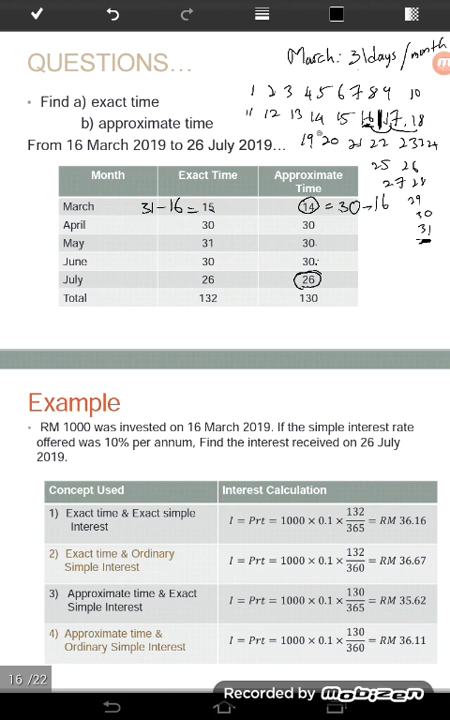 QUESTIONS...
March: 31days/month
1 2 3 4 5 6 7 8 9 10
• Find a) exact time
11 12 13 14 15 16 17, 18
b) approximate time
19 20 21 22 23 24
From 16 March 2019 to 26 July 2019...
25 26
27 28
29
30
31
Month Exact Time Approximate Time
March 31-16 = 15 14 = 30-16
April 30 30
May 31 30
June 30 30
July 26 26
Total 132 130
Example
• RM 1000 was invested on 16 March 2019. If the simple interest rate
offered was 10% per annum, Find the interest received on 26 July
2019.
Concept Used Interest Calculation
1) Exact time & Exact simple Interest I = Prt = 1000 × 0.1 × 132/365 = RM 36.16
2) Exact time & Ordinary Simple Interest I = Prt = 1000 × 0.1 × 132/360 = RM 36.67
3) Approximate time & Exact Simple Interest I = Prt = 1000 × 0.1 × 130/365 = RM 35.62
4) Approximate time & Ordinary Simple Interest I = Prt = 1000 × 0.1 × 130/360 = RM 36.11
16 /22
Recorded by Mobizen